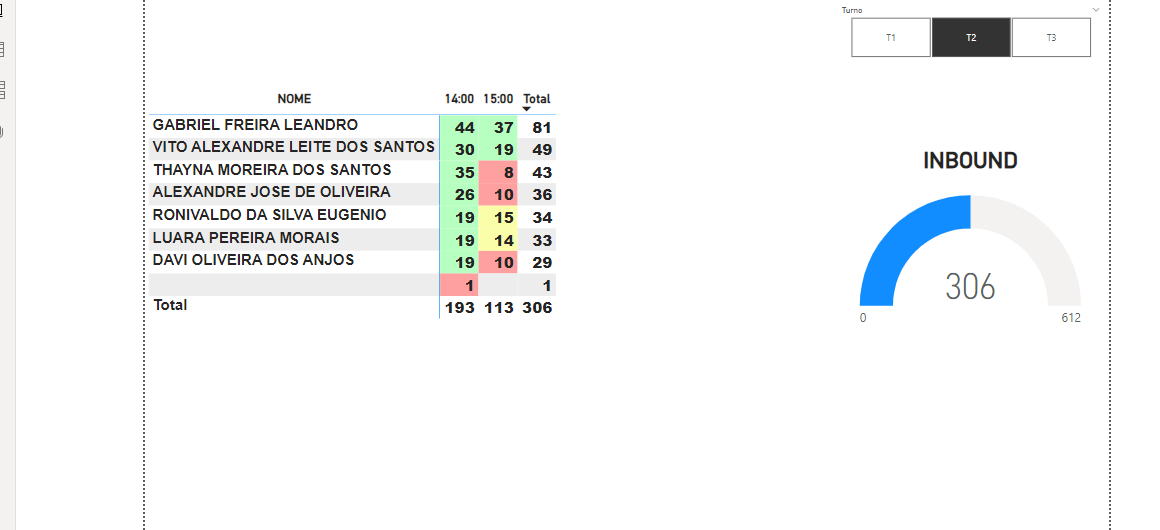 Turno
T1 T2 T3
NOME 14:00 15:00 Total
GABRIEL FREIRA LEANDRO 44 37 81
VITO ALEXANDRE LEITE DOS SANTOS 30 19 49
THAYNA MOREIRA DOS SANTOS 35 8 43
ALEXANDRE JOSE DE OLIVEIRA 26 10 36
RONIVALDO DA SILVA EUGENIO 19 15 34
LUARA PEREIRA MORAIS 19 14 33
DAVI OLIVEIRA DOS ANJOS 19 10 29
1 1
Total 193 113 306
INBOUND
306
0 612